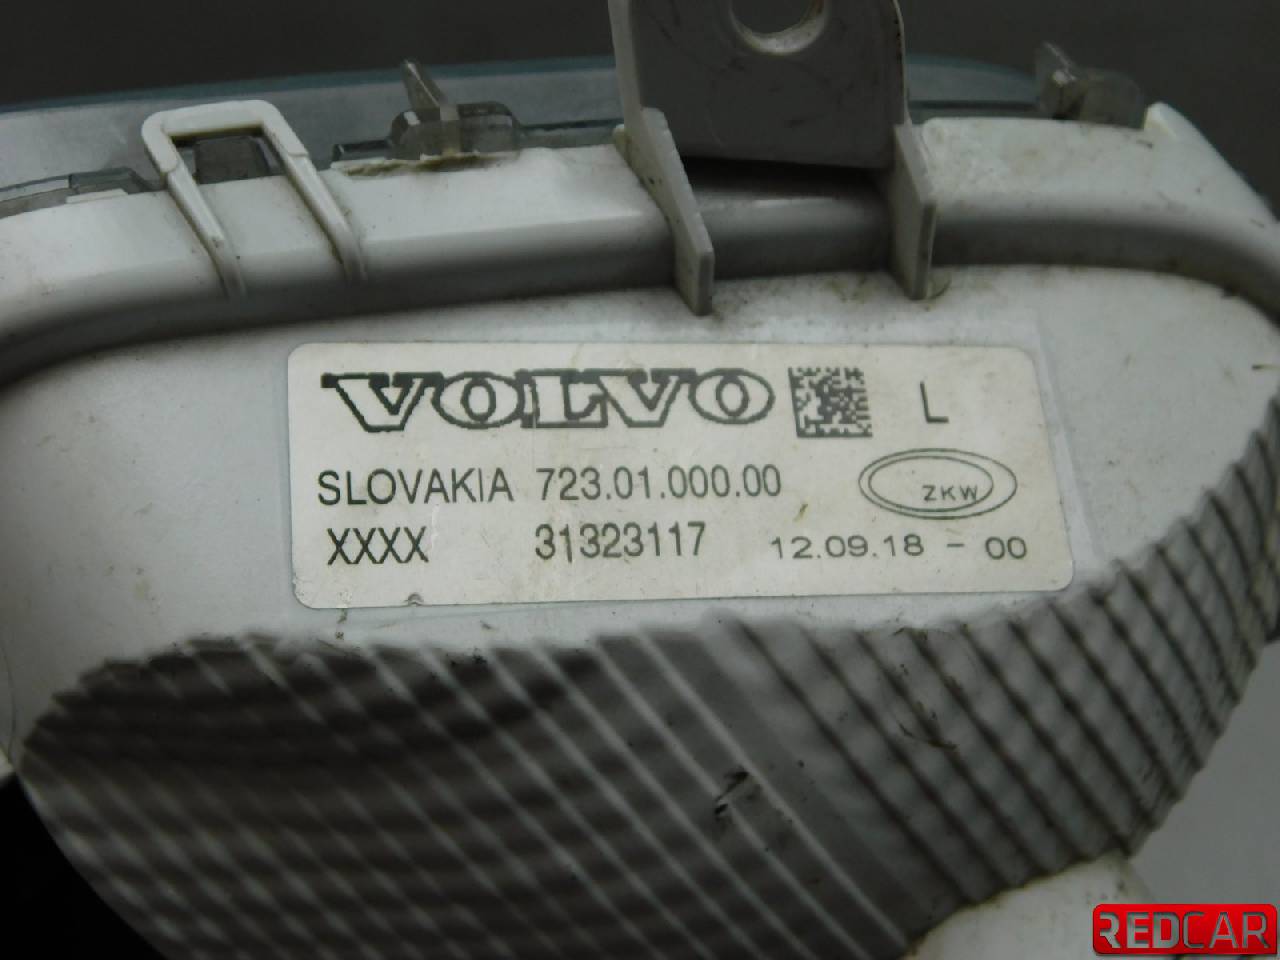 VOLVO L
SLOVAKIA 723.01.000.00 ZKW
XXXX 31323117 12.09.18 - 00
REDCAR